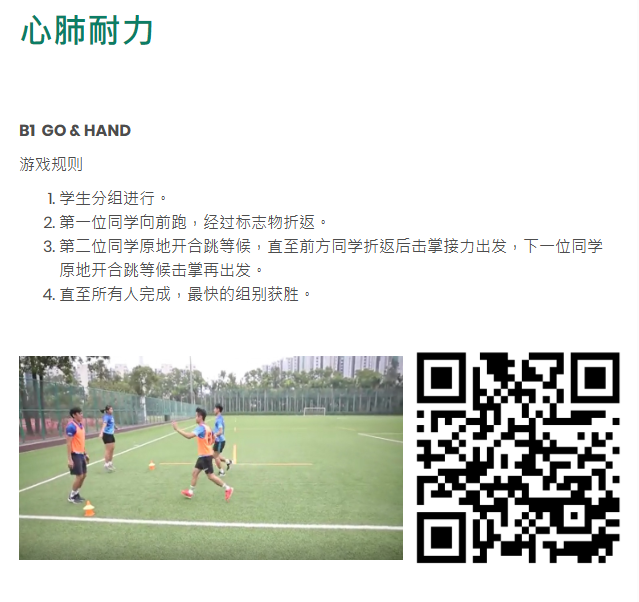 心肺耐力
B1 GO & HAND
游戏规则
1. 学生分组进行。
2. 第一位同学向前跑，经过标志物折返。
3. 第二位同学原地开合跳等候，直至前方同学折返后击掌接力出发，下一位同学
原地开合跳等候击掌再出发。
4. 直至所有人完成，最快的组别获胜。